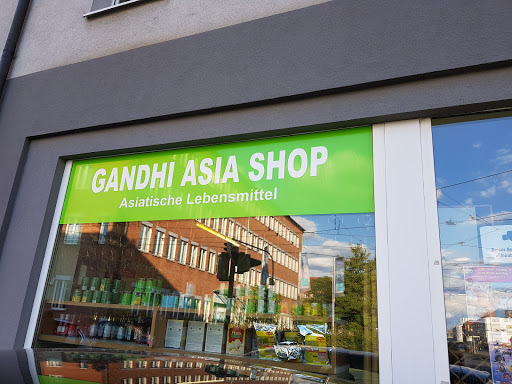 GANDHI ASIA SHOP
Asiatische Lebensmittel